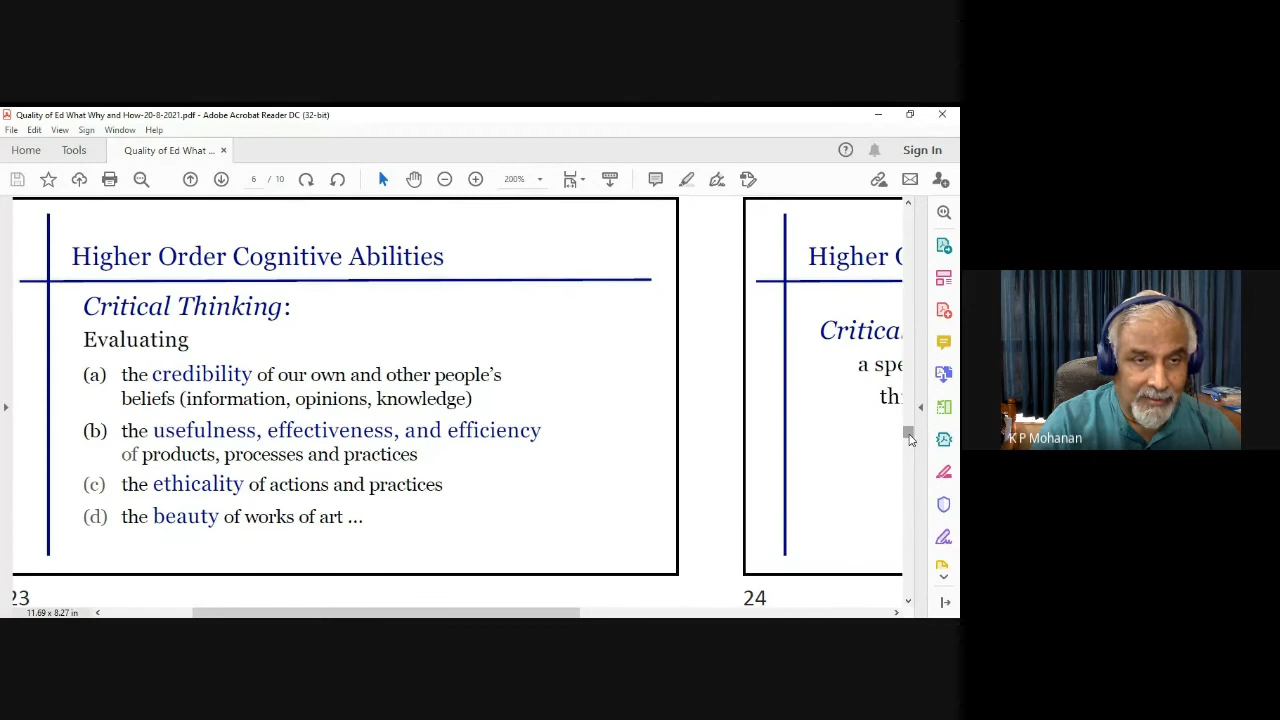 Quality of Ed What Why and How-20-8-2021.pdf - Adobe Acrobat Reader DC (32-bit)
File Edit View Sign Window Help
Home Tools Quality of Ed What ... × Sign In
6 / 10 200%
Higher Order Cognitive Abilities
Critical Thinking:
Evaluating
(a) the credibility of our own and other people's
beliefs (information, opinions, knowledge)
(b) the usefulness, effectiveness, and efficiency
of products, processes and practices
(c) the ethicality of actions and practices
(d) the beauty of works of art ...
23
Higher O
Critica
a spe
thi
24
11.69 x 8.27 in
K P Mohanan